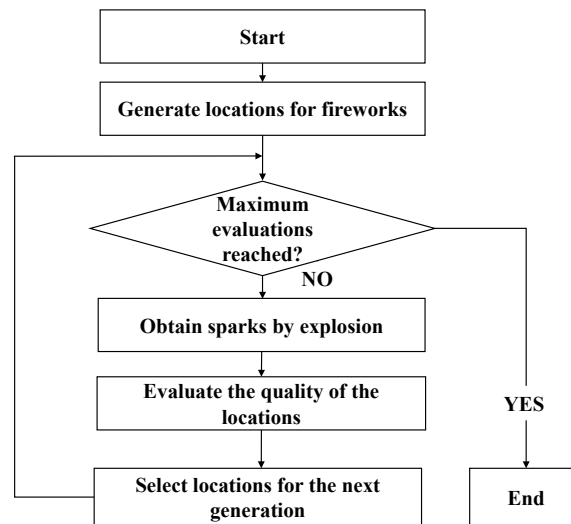 Start
Generate locations for fireworks
Maximum
evaluations
reached?
NO
Obtain sparks by explosion
Evaluate the quality of the
locations
YES
Select locations for the next
generation
End